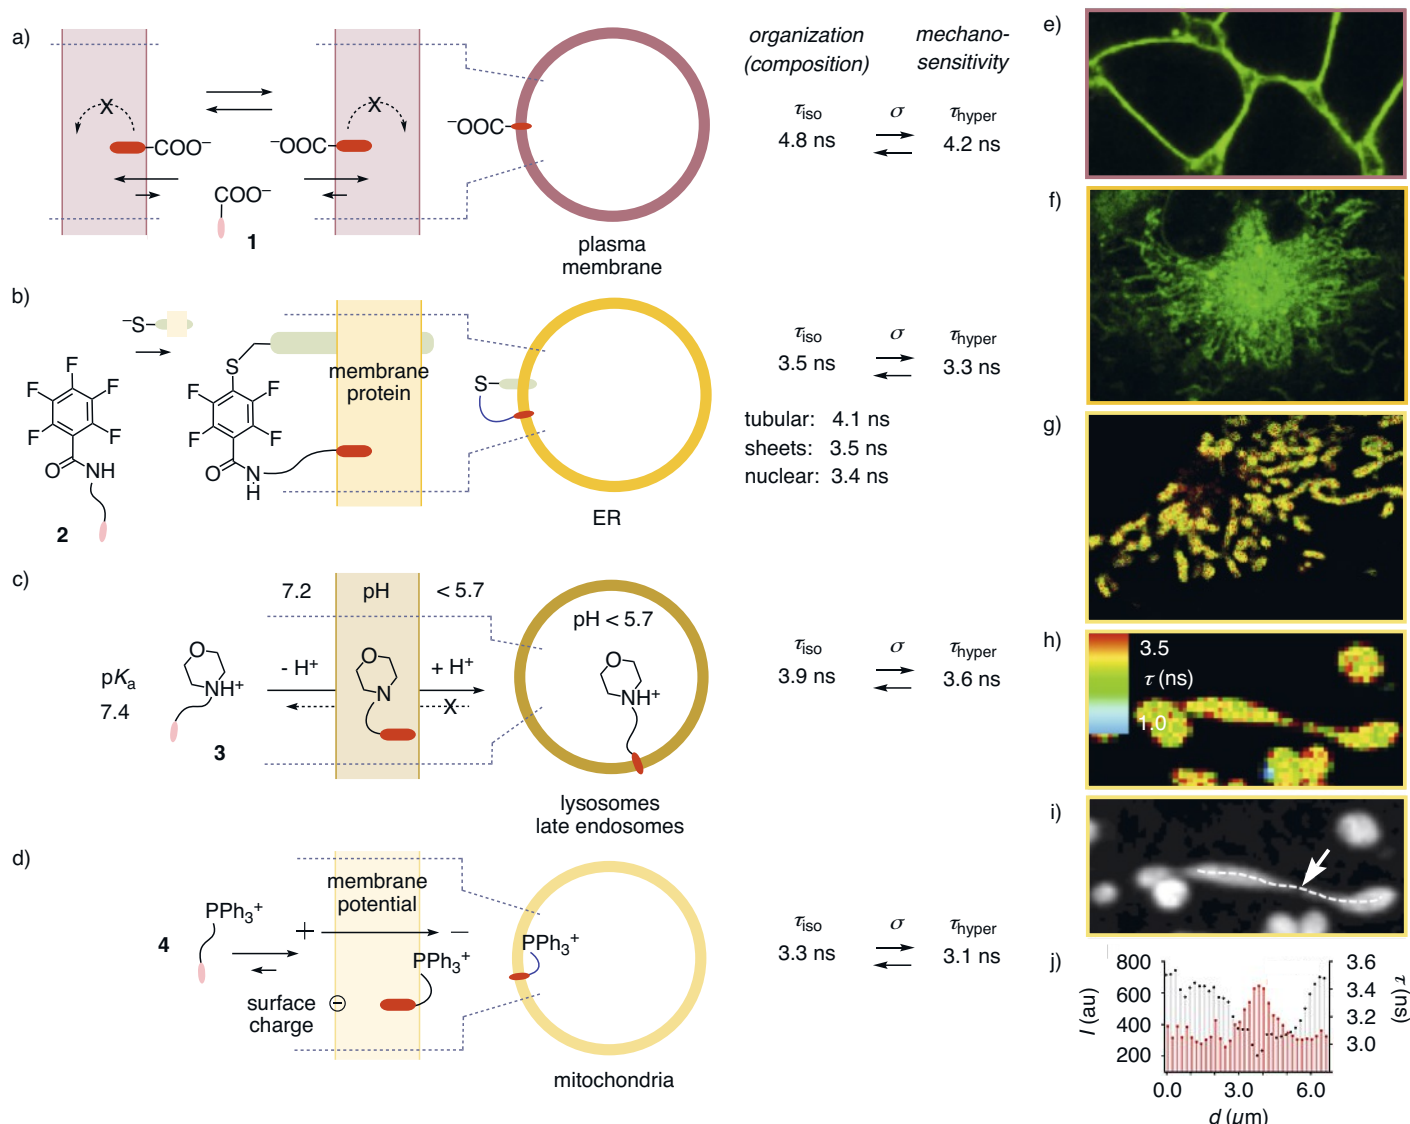 a)
X
X
COO⁻
⁻OOC
COO⁻
1
⁻OOC
plasma
membrane
organization
(composition)
mechano-
sensitivity
τiso
σ
τhyper
4.8 ns
4.2 ns
b)
⁻S
F
F
F
F
F
O
NH
2
S
F
F
F
F
O
N
H
membrane
protein
S
ER
τiso
σ
τhyper
3.5 ns
3.3 ns
tubular: 4.1 ns
sheets: 3.5 ns
nuclear: 3.4 ns
c)
7.2
pH
< 5.7
pKa
7.4
O
NH⁺
3
- H⁺
O
N
+ H⁺
X
pH < 5.7
O
NH⁺
lysosomes
late endosomes
τiso
σ
τhyper
3.9 ns
3.6 ns
d)
4
PPh₃⁺
+
membrane
potential
–
PPh₃⁺
surface
charge
–
PPh₃⁺
mitochondria
τiso
σ
τhyper
3.3 ns
3.1 ns
e)
f)
g)
h)
3.5
τ (ns)
1.0
i)
j)
800
600
400
200
I (au)
3.6
3.4
3.2
3.0
τ (ns)
0.0
3.0
6.0
d (μm)